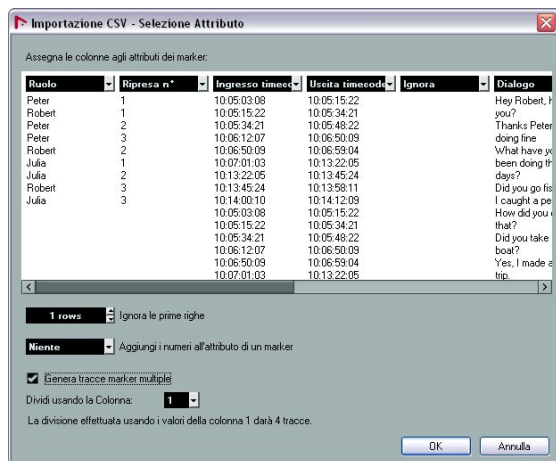 Importazione CSV - Selezione Attributo
Assegna le colonne agli attributi dei marker:
Ruolo Ripresa n° Ingresso timeco Uscita timecode Ignora Dialogo
Peter 1 10:05:03:08 10:05:15:22 Hey Robert, h
Robert 1 10:05:15:22 10:05:34:21 you?
Peter 2 10:05:34:21 10:05:48:22 Thanks Peter
Peter 3 10:06:12:07 10:06:50:09 doing fine
Robert 2 10:06:50:09 10:06:59:04 What have yo
Julia 1 10:07:01:03 10:13:22:05 been doing th
Julia 2 10:13:22:05 10:13:45:24 days?
Robert 3 10:13:45:24 10:13:58:11 Did you go fis
Julia 3 10:14:00:10 10:14:12:09 I caught a pe
10:05:03:08 10:05:15:22 How did you
10:05:15:22 10:05:34:21 that?
10:05:34:21 10:05:48:22 Did you take
10:06:12:07 10:06:50:09 boat?
10:06:50:09 10:06:59:04 Yes, I made a
10:07:01:03 10:13:22:05 trip.
1 rows Ignora le prime righe
Niente Aggiungi i numeri all'attributo di un marker
Genera tracce marker multiple
Dividi usando la Colonna: 1
La divisione effettuata usando i valori della colonna 1 darà 4 tracce.
OK Annulla